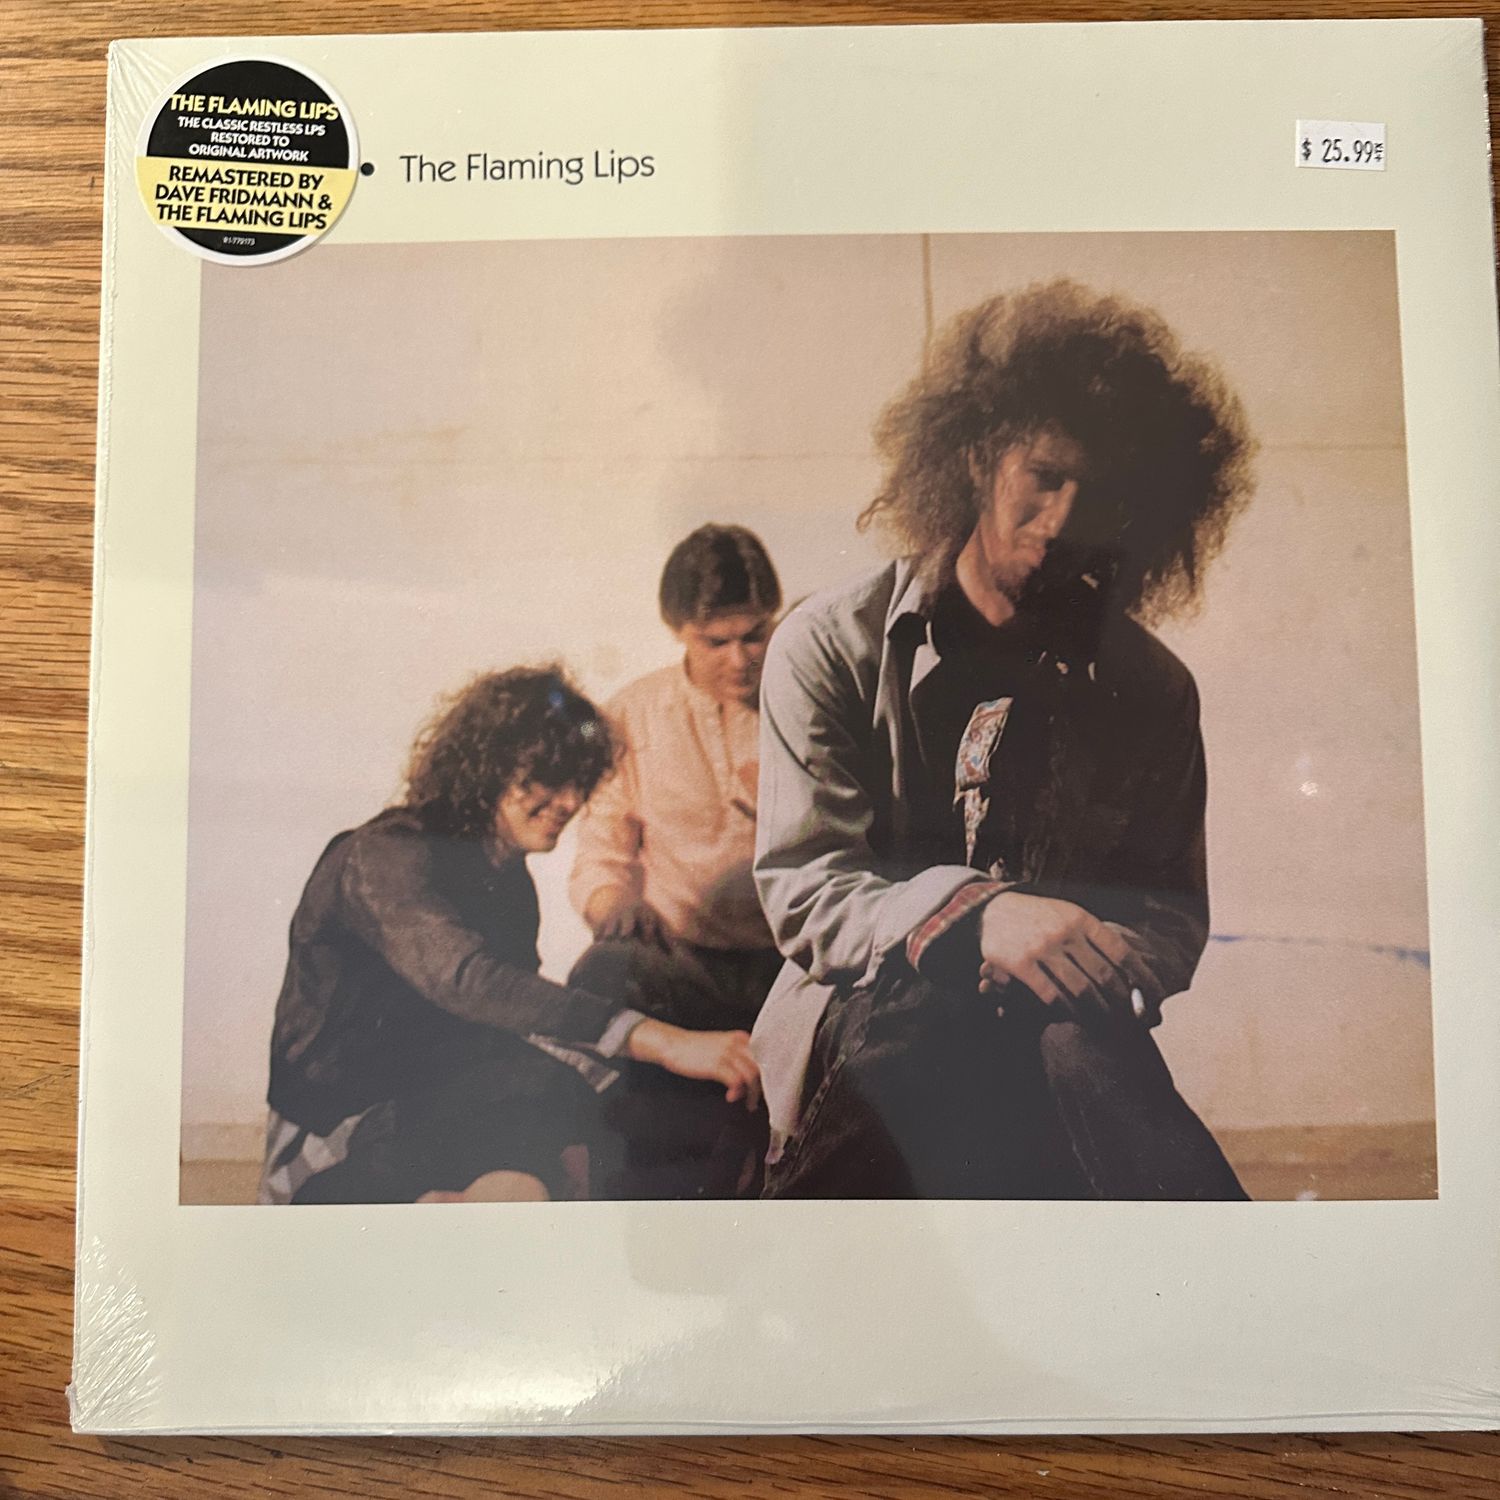 THE FLAMING LIPS
THE CLASSIC RESTLESS LPS
RESTORED TO
ORIGINAL ARTWORK
REMASTERED BY
DAVE FRIDMANN &
THE FLAMING LIPS
• The Flaming Lips
$ 25.99